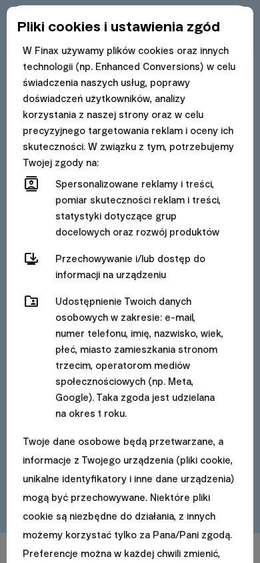 Pliki cookies i ustawienia zgód
W Finax używamy plików cookies oraz innych
technologii (np. Enhanced Conversions) w celu
świadczenia naszych usług, poprawy
doświadczeń użytkowników, analizy
korzystania z naszej strony oraz w celu
precyzyjnego targetowania reklam i oceny ich
skuteczności. W związku z tym, potrzebujemy
Twojej zgody na:
Spersonalizowane reklamy i treści,
pomiar skuteczności reklam i treści,
statystyki dotyczące grup
docelowych oraz rozwój produktów
Przechowywanie i/lub dostęp do
informacji na urządzeniu
Udostępnienie Twoich danych
osobowych w zakresie: e-mail,
numer telefonu, imię, nazwisko, wiek,
płeć, miasto zamieszkania stronom
trzecim, operatorom mediów
społecznościowych (np. Meta,
Google). Taka zgoda jest udzielana
na okres 1 roku.
Twoje dane osobowe będą przetwarzane, a
informacje z Twojego urządzenia (pliki cookie,
unikalne identyfikatory i inne dane urządzenia)
mogą być przechowywane. Niektóre pliki
cookie są niezbędne do działania, z innych
możemy korzystać tylko za Pana/Pani zgodą.
Preferencje można w każdej chwili zmienić,